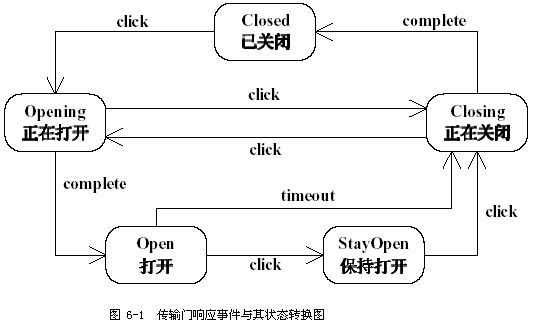 click
Closed
已关闭
complete
Opening
正在打开
click
click
Closing
正在关闭
complete
timeout
click
Open
打开
click
StayOpen
保持打开
图 6-1 传输门响应事件与其状态转换图